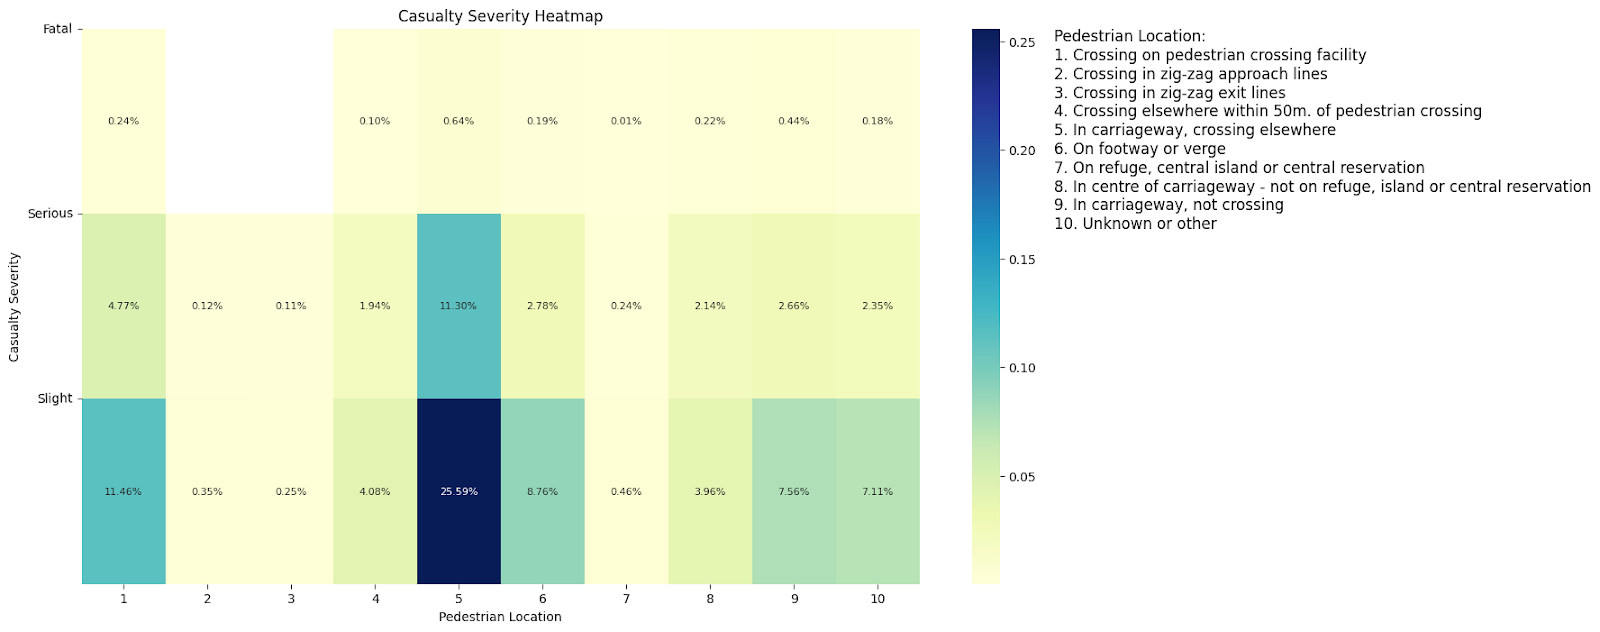 Casualty Severity Heatmap
Fatal
0.24% 0.10% 0.64% 0.19% 0.01% 0.22% 0.44% 0.18%
Serious
4.77% 0.12% 0.11% 1.94% 11.30% 2.78% 0.24% 2.14% 2.66% 2.35%
Casualty Severity
Slight
11.46% 0.35% 0.25% 4.08% 25.59% 8.76% 0.46% 3.96% 7.56% 7.11%
1 2 3 4 5 6 7 8 9 10
Pedestrian Location
0.25
0.20
0.15
0.10
0.05
Pedestrian Location:
1. Crossing on pedestrian crossing facility
2. Crossing in zig-zag approach lines
3. Crossing in zig-zag exit lines
4. Crossing elsewhere within 50m. of pedestrian crossing
5. In carriageway, crossing elsewhere
6. On footway or verge
7. On refuge, central island or central reservation
8. In centre of carriageway - not on refuge, island or central reservation
9. In carriageway, not crossing
10. Unknown or other